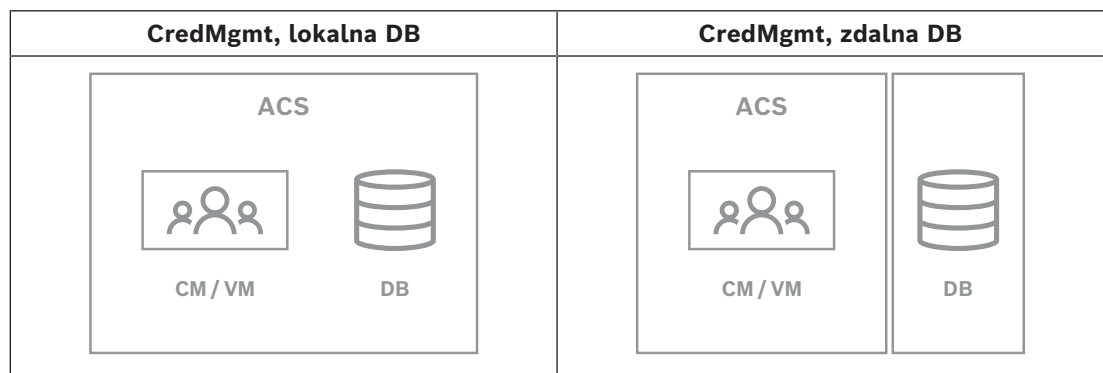 CredMgmt, lokalna DB
CredMgmt, zdalna DB
ACS
CM / VM
DB
ACS
CM / VM
DB